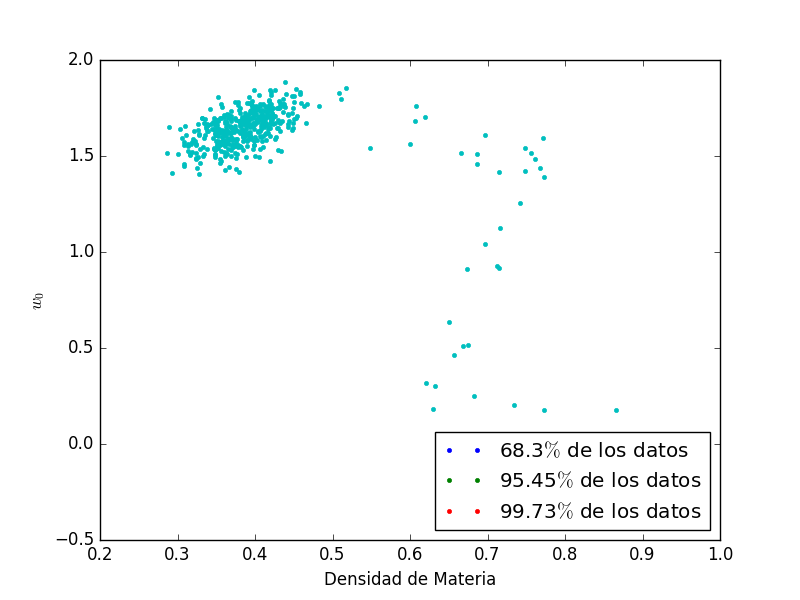 2.0
1.5
1.0
0.5
0.0
−0.5
w₀
68.3% de los datos
95.45% de los datos
99.73% de los datos
0.2 0.3 0.4 0.5 0.6 0.7 0.8 0.9 1.0
Densidad de Materia